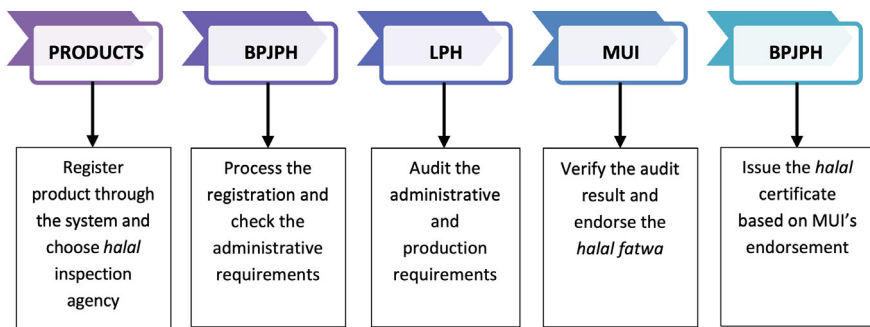 PRODUCTS
BPJPH
LPH
MUI
BPJPH
Register
product through
the system and
choose halal
inspection
agency
Process the
registration and
check the
administrative
requirements
Audit the
administrative
and
production
requirements
Verify the audit
result and
endorse the
halal fatwa
Issue the halal
certificate
based on MUI's
endorsement